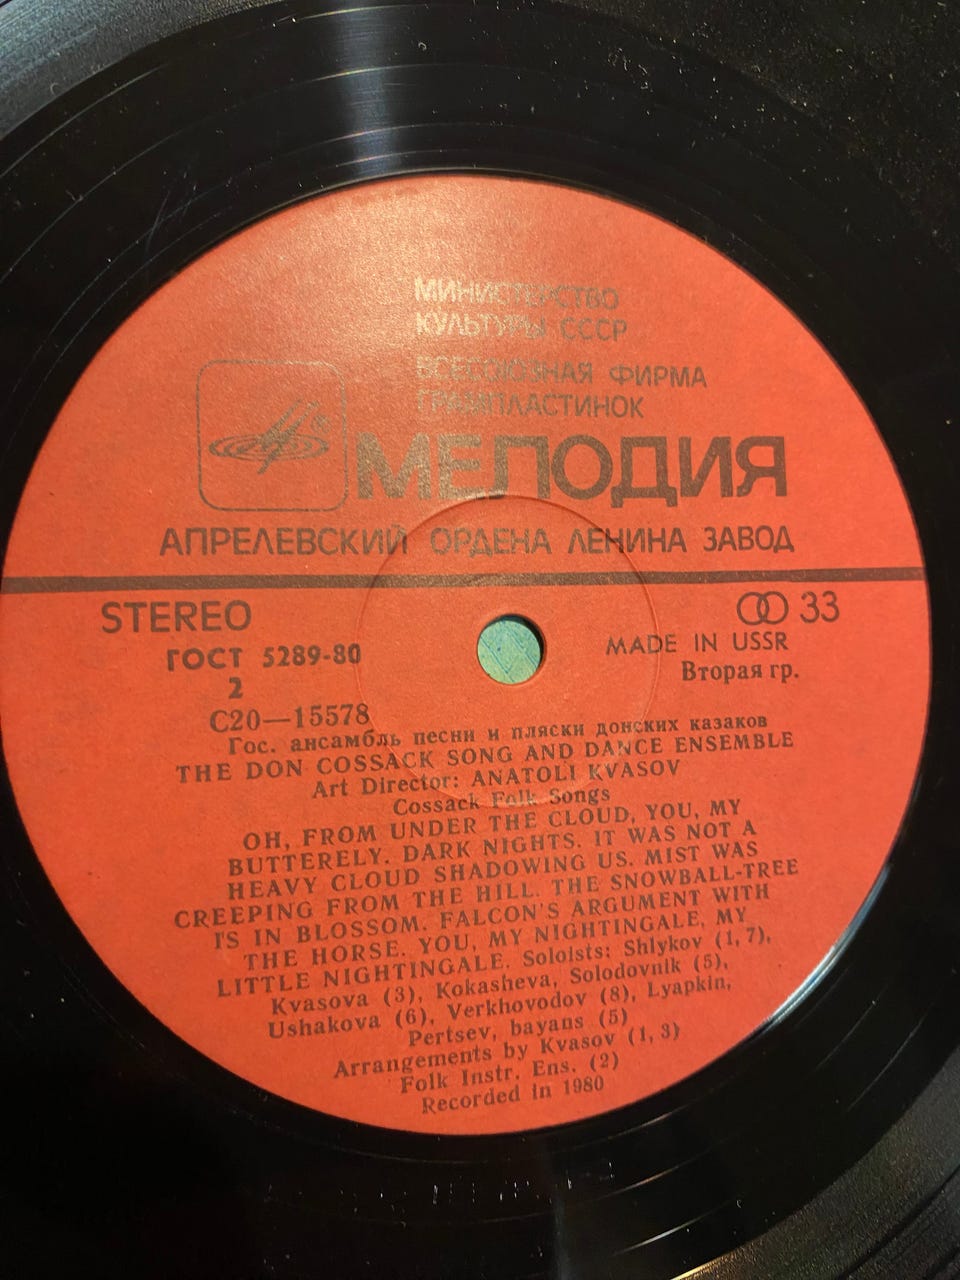 МИНИСТЕРСТВО
КУЛЬТУРЫ СССР
ВСЕСОЮЗНАЯ ФИРМА
ГРАМПЛАСТИНОК
МЕЛОДИЯ
АПРЕЛЕВСКИЙ ОРДЕНА ЛЕНИНА ЗАВОД
STEREO
33
ГОСТ 5289-80
MADE IN USSR
2
Вторая гр.
С20—15578
Гос. ансамбль песни и пляски донских казаков
THE DON COSSACK SONG AND DANCE ENSEMBLE
Art Director: ANATOLI KVASOV
Cossack Folk Songs
OH, FROM UNDER THE CLOUD, YOU, MY
BUTTERELY. DARK NIGHTS. IT WAS NOT A
HEAVY CLOUD SHADOWING US. MIST WAS
CREEPING FROM THE HILL. THE SNOWBALL-TREE
I'S IN BLOSSOM. FALCON'S ARGUMENT WITH
THE HORSE. YOU, MY NIGHTINGALE, MY
LITTLE NIGHTINGALE. Soloists: Shlykov (1, 7),
Kvasova (3), Kokasheva, Solodovnik (5),
Ushakova (6), Verkhovodov (8), Lyapkin,
Pertsev, bayans (5)
Arrangements by Kvasov (1, 3)
Folk Instr. Ens. (2)
Recorded in 1980